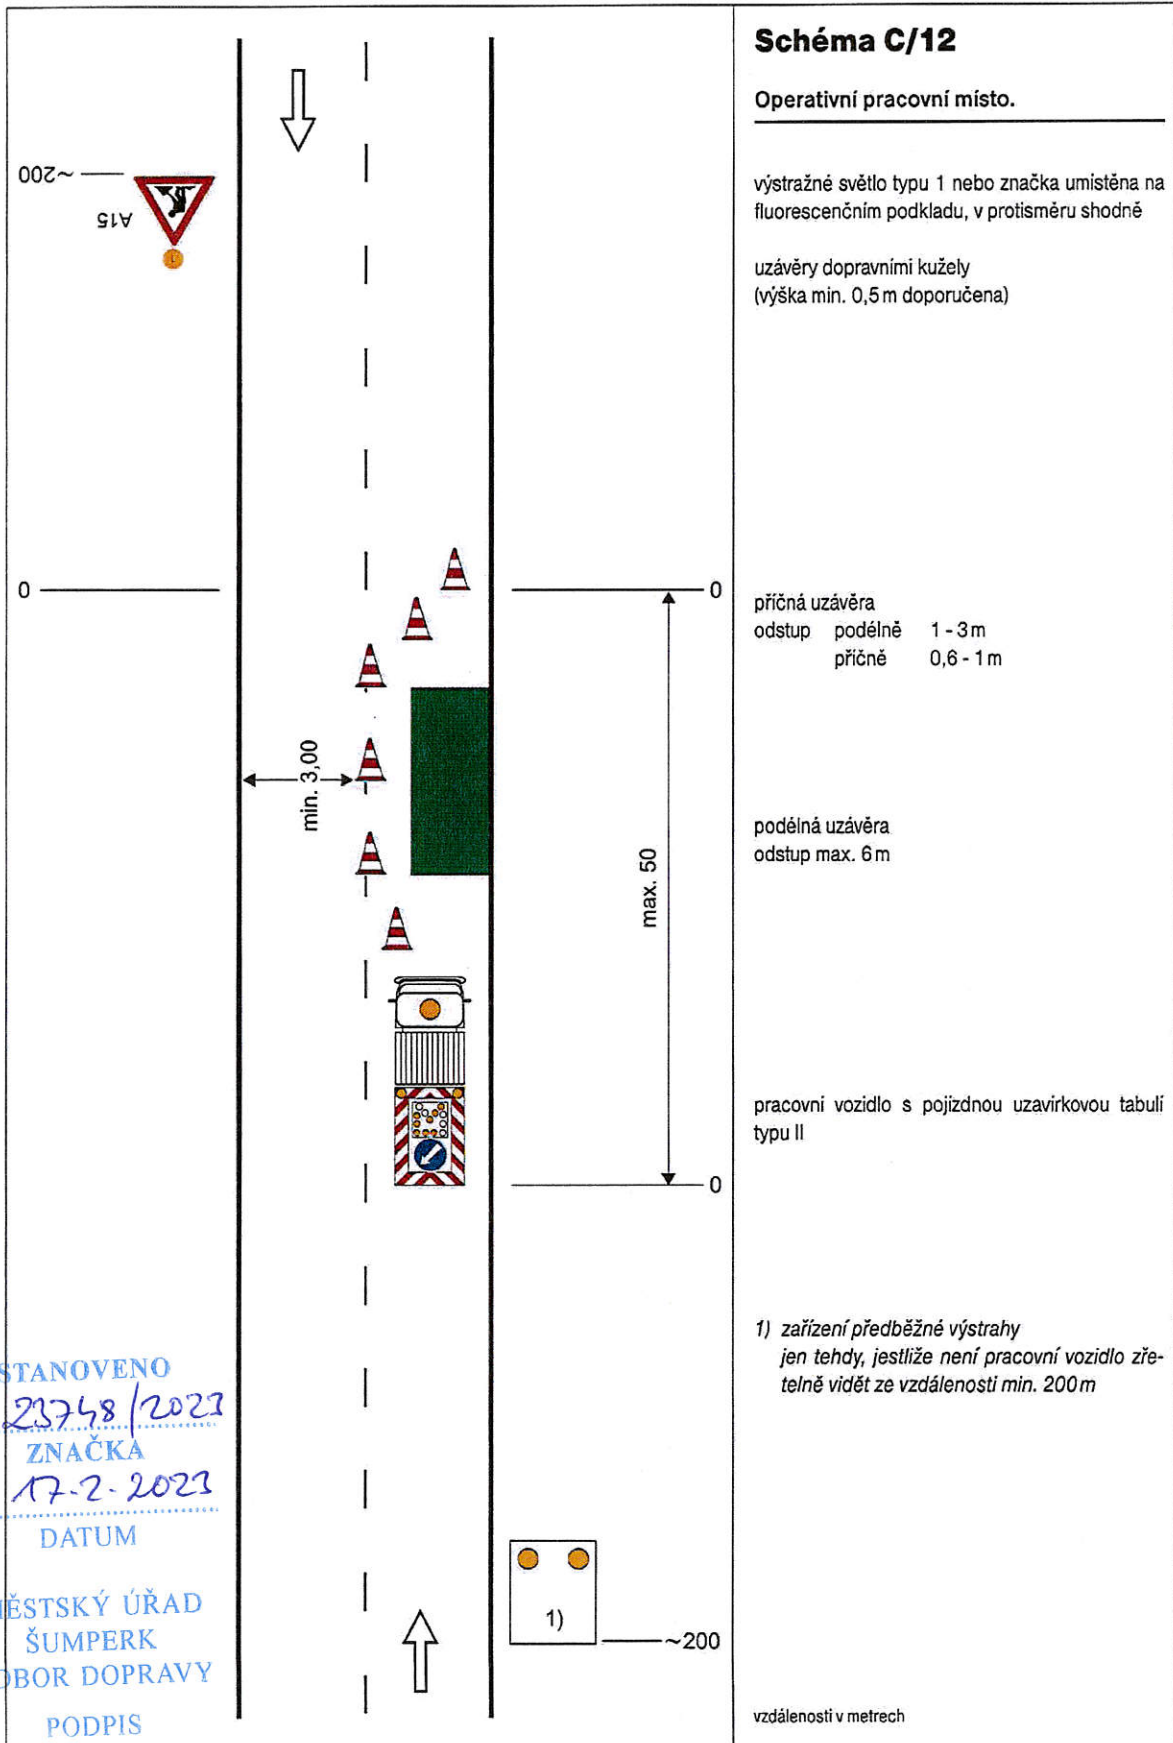 Schéma C/12
Operativní pracovní místo.
výstražné světlo typu 1 nebo značka umístěna na
fluorescenčním podkladu, v protisměru shodně
uzávěry dopravními kužely
(výška min. 0,5 m doporučena)
~200
A15
1
0
0
příčná uzávěra
odstup podélně 1 - 3 m
příčně 0,6 - 1 m
min. 3,00
podélná uzávěra
odstup max. 6 m
max. 50
pracovní vozidlo s pojízdnou uzavírkovou tabulí
typu II
0
1) zařízení předběžné výstrahy
jen tehdy, jestliže není pracovní vozidlo zře-
telně vidět ze vzdálenosti min. 200 m
STANOVENO
23748/2023
ZNAČKA
17-2-2023
DATUM
MĚSTSKÝ ÚŘAD
ŠUMPERK
ODBOR DOPRAVY
PODPIS
1)
~200
vzdálenosti v metrech